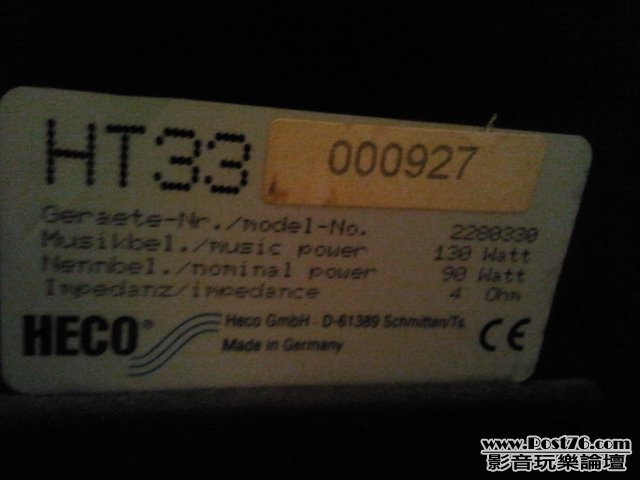 HT33 000927
Geraete-Nr./model-No. 2280330
Musikbel./music power 130 Watt
Nennbel./nominal power 90 Watt
Impedanz/impedance 4 Ohm
HECO® Heco GmbH - D-61389 Schmitten/Ts.
Made in Germany
CE
www.Post76.com
影音玩樂論壇